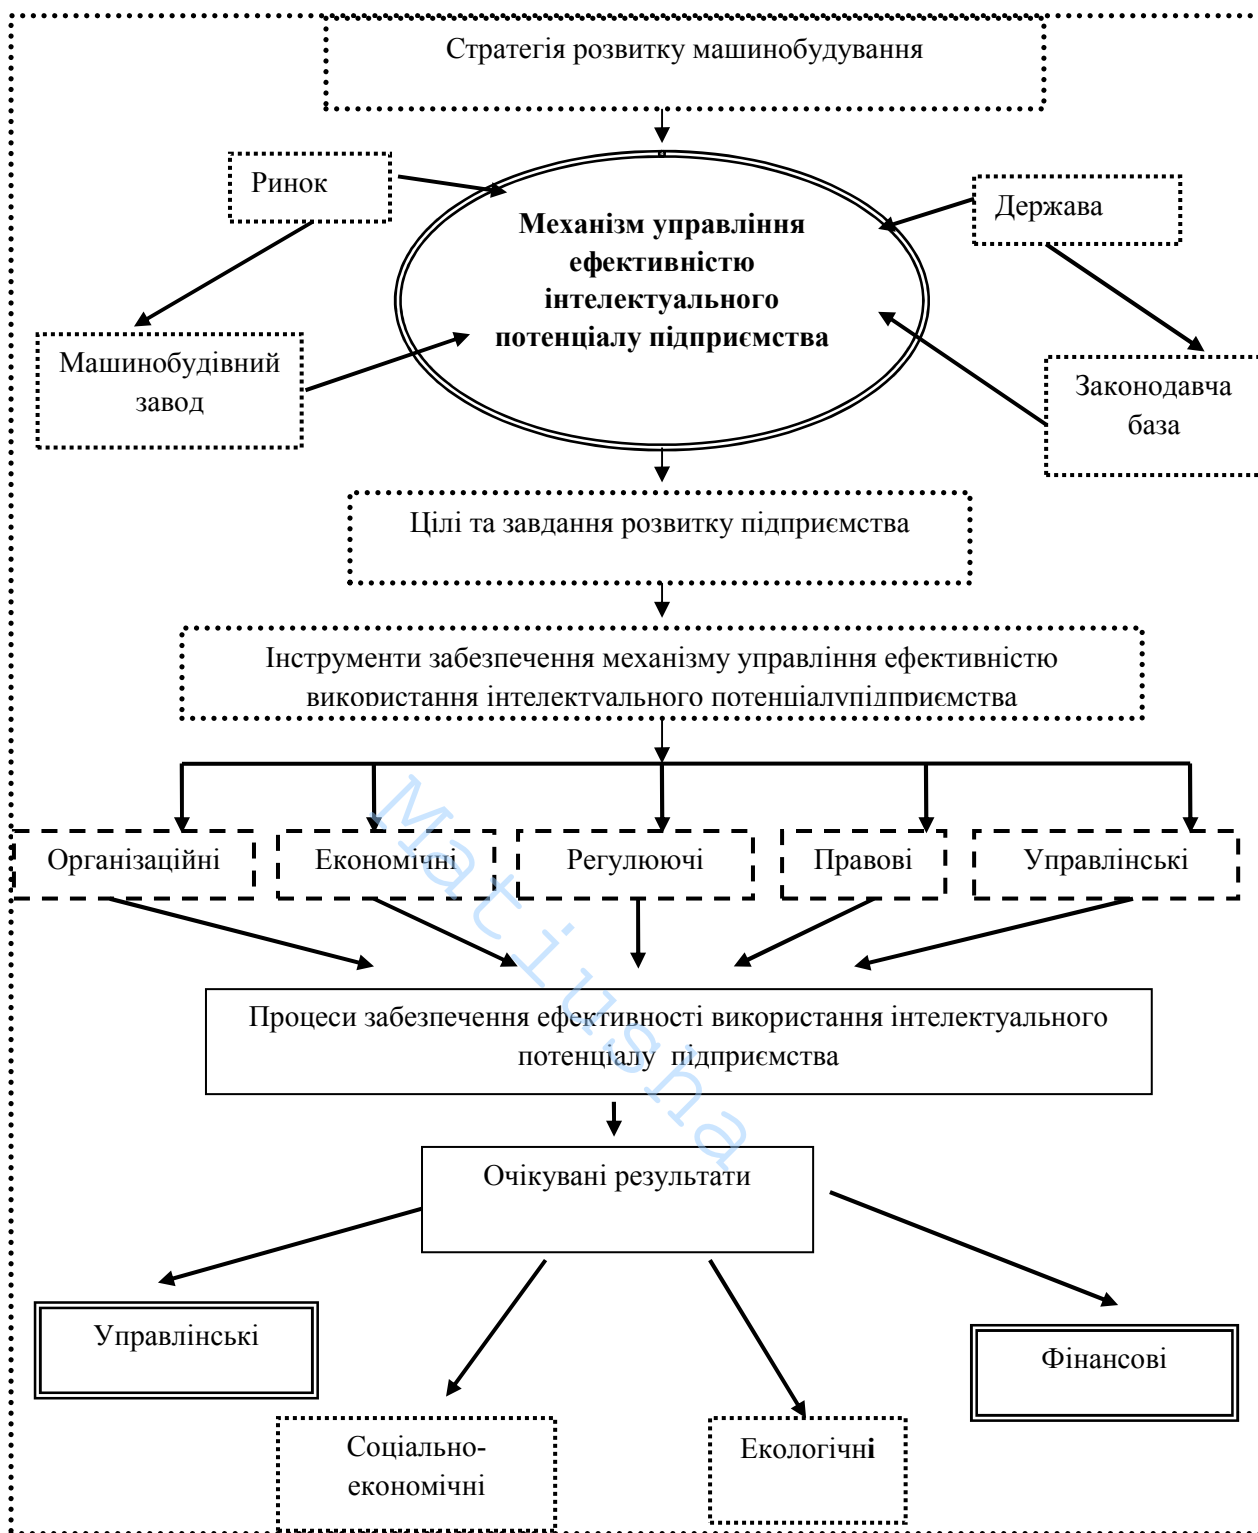 Стратегія розвитку машинобудування
Ринок
Держава
Механізм управління
ефективністю
інтелектуального
потенціалу підприємства
Машинобудівний
завод
Законодавча
база
Цілі та завдання розвитку підприємства
Інструменти забезпечення механізму управління ефективністю
використання інтелектуального потенціалупідприємства
Організаційні
Економічні
Регулюючі
Правові
Управлінські
Matiusha
Процеси забезпечення ефективності використання інтелектуального
потенціалу підприємства
Очікувані результати
Управлінські
Фінансові
Соціально-
економічні
Екологічні